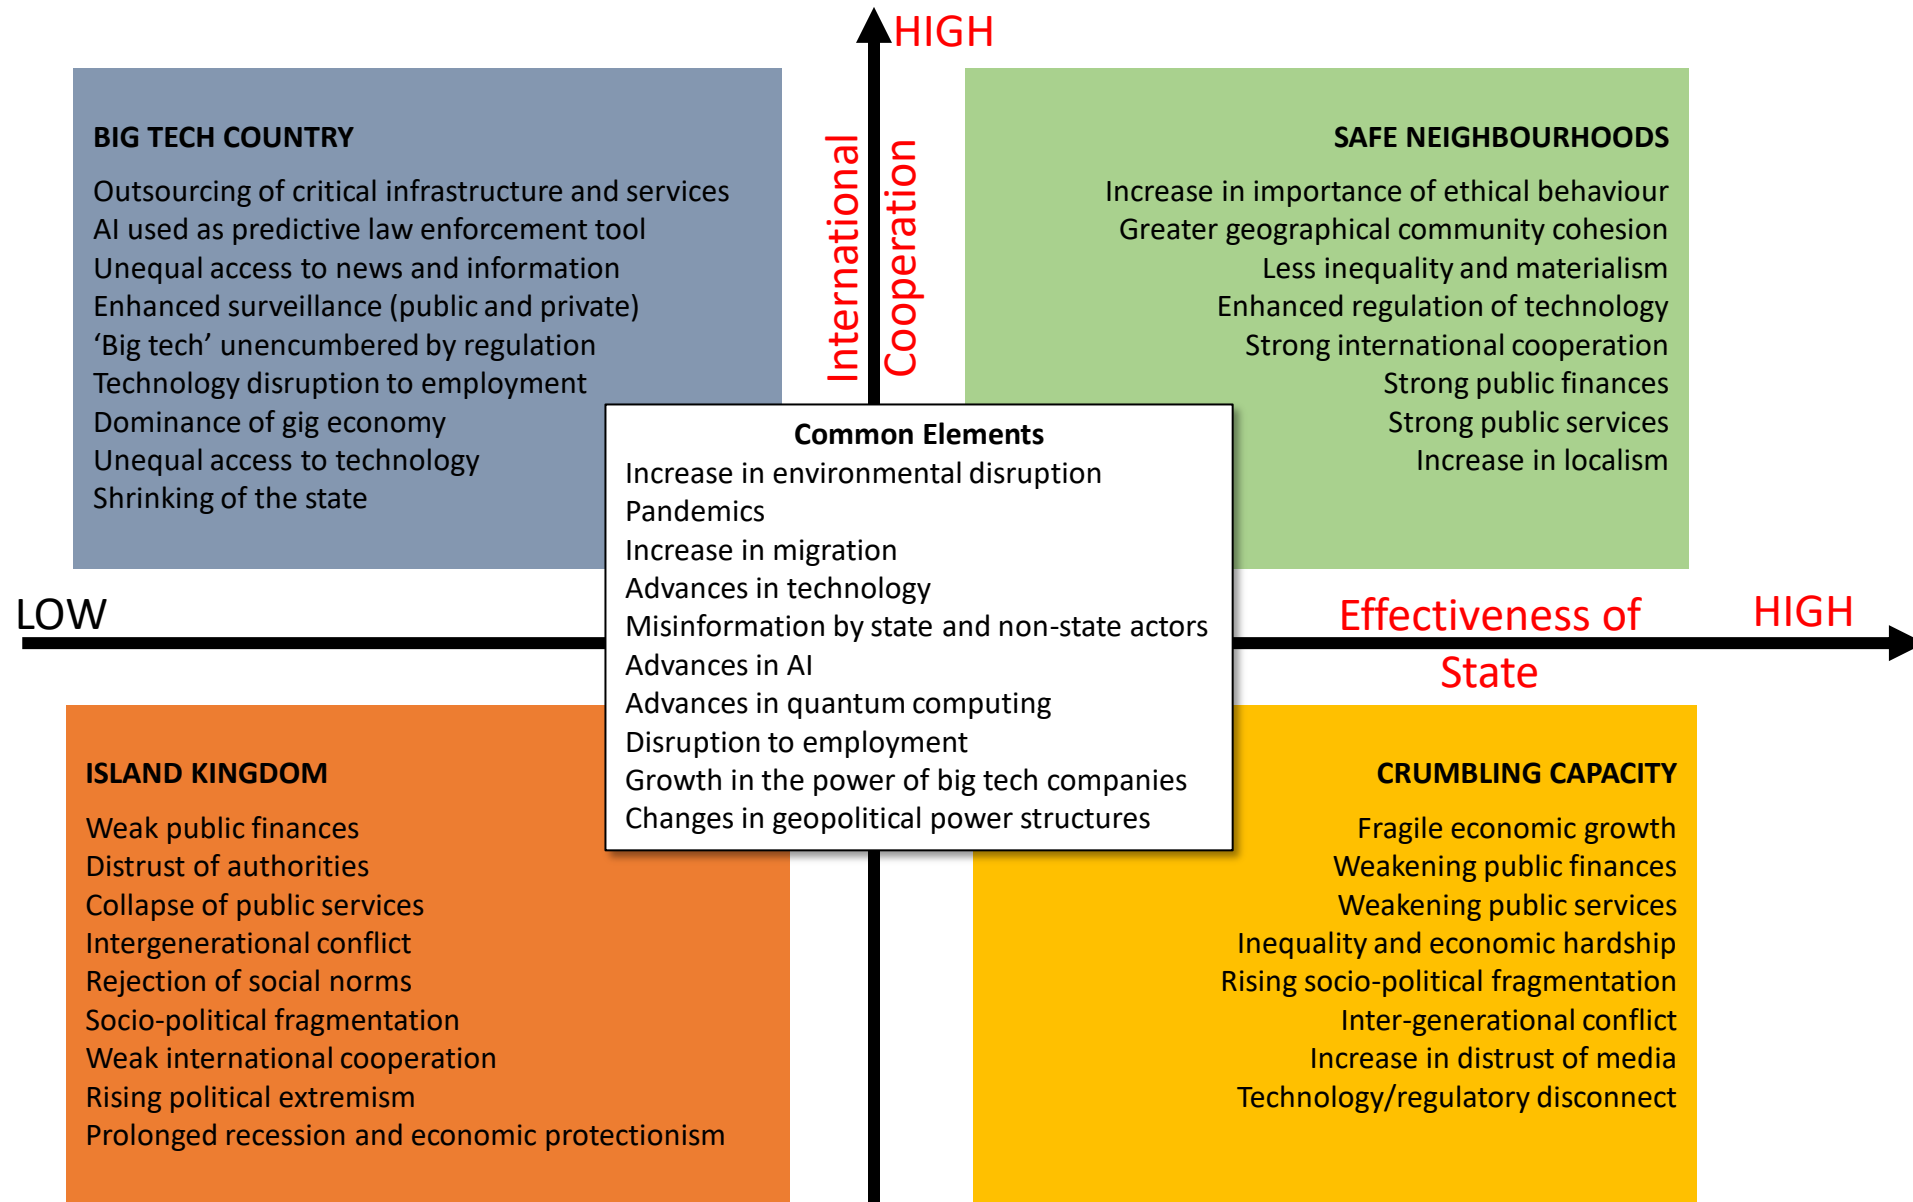 HIGH
International
Cooperation
BIG TECH COUNTRY
Outsourcing of critical infrastructure and services
AI used as predictive law enforcement tool
Unequal access to news and information
Enhanced surveillance (public and private)
‘Big tech’ unencumbered by regulation
Technology disruption to employment
Dominance of gig economy
Unequal access to technology
Shrinking of the state
SAFE NEIGHBOURHOODS
Increase in importance of ethical behaviour
Greater geographical community cohesion
Less inequality and materialism
Enhanced regulation of technology
Strong international cooperation
Strong public finances
Strong public services
Increase in localism
Common Elements
Increase in environmental disruption
Pandemics
Increase in migration
Advances in technology
Misinformation by state and non-state actors
Advances in AI
Advances in quantum computing
Disruption to employment
Growth in the power of big tech companies
Changes in geopolitical power structures
LOW
Effectiveness of
State
HIGH
ISLAND KINGDOM
Weak public finances
Distrust of authorities
Collapse of public services
Intergenerational conflict
Rejection of social norms
Socio-political fragmentation
Weak international cooperation
Rising political extremism
Prolonged recession and economic protectionism
CRUMBLING CAPACITY
Fragile economic growth
Weakening public finances
Weakening public services
Inequality and economic hardship
Rising socio-political fragmentation
Inter-generational conflict
Increase in distrust of media
Technology/regulatory disconnect